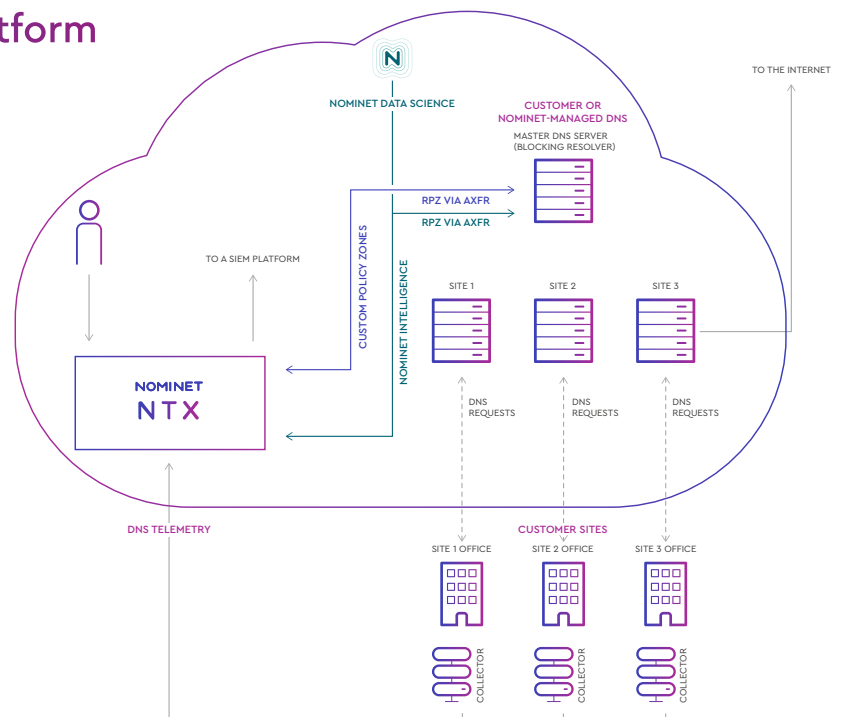 tform
TO THE INTERNET
N
NOMINET DATA SCIENCE
CUSTOMER OR
NOMINET-MANAGED DNS
MASTER DNS SERVER
(BLOCKING RESOLVER)
RPZ VIA AXFR
RPZ VIA AXFR
CUSTOM POLICY ZONES
NOMINET INTELLIGENCE
TO A SIEM PLATFORM
SITE 1
SITE 2
SITE 3
NOMINET
NTX
DNS
REQUESTS
DNS
REQUESTS
DNS
REQUESTS
DNS TELEMETRY
CUSTOMER SITES
SITE 1 OFFICE
SITE 2 OFFICE
SITE 3 OFFICE
COLLECTOR
COLLECTOR
COLLECTOR